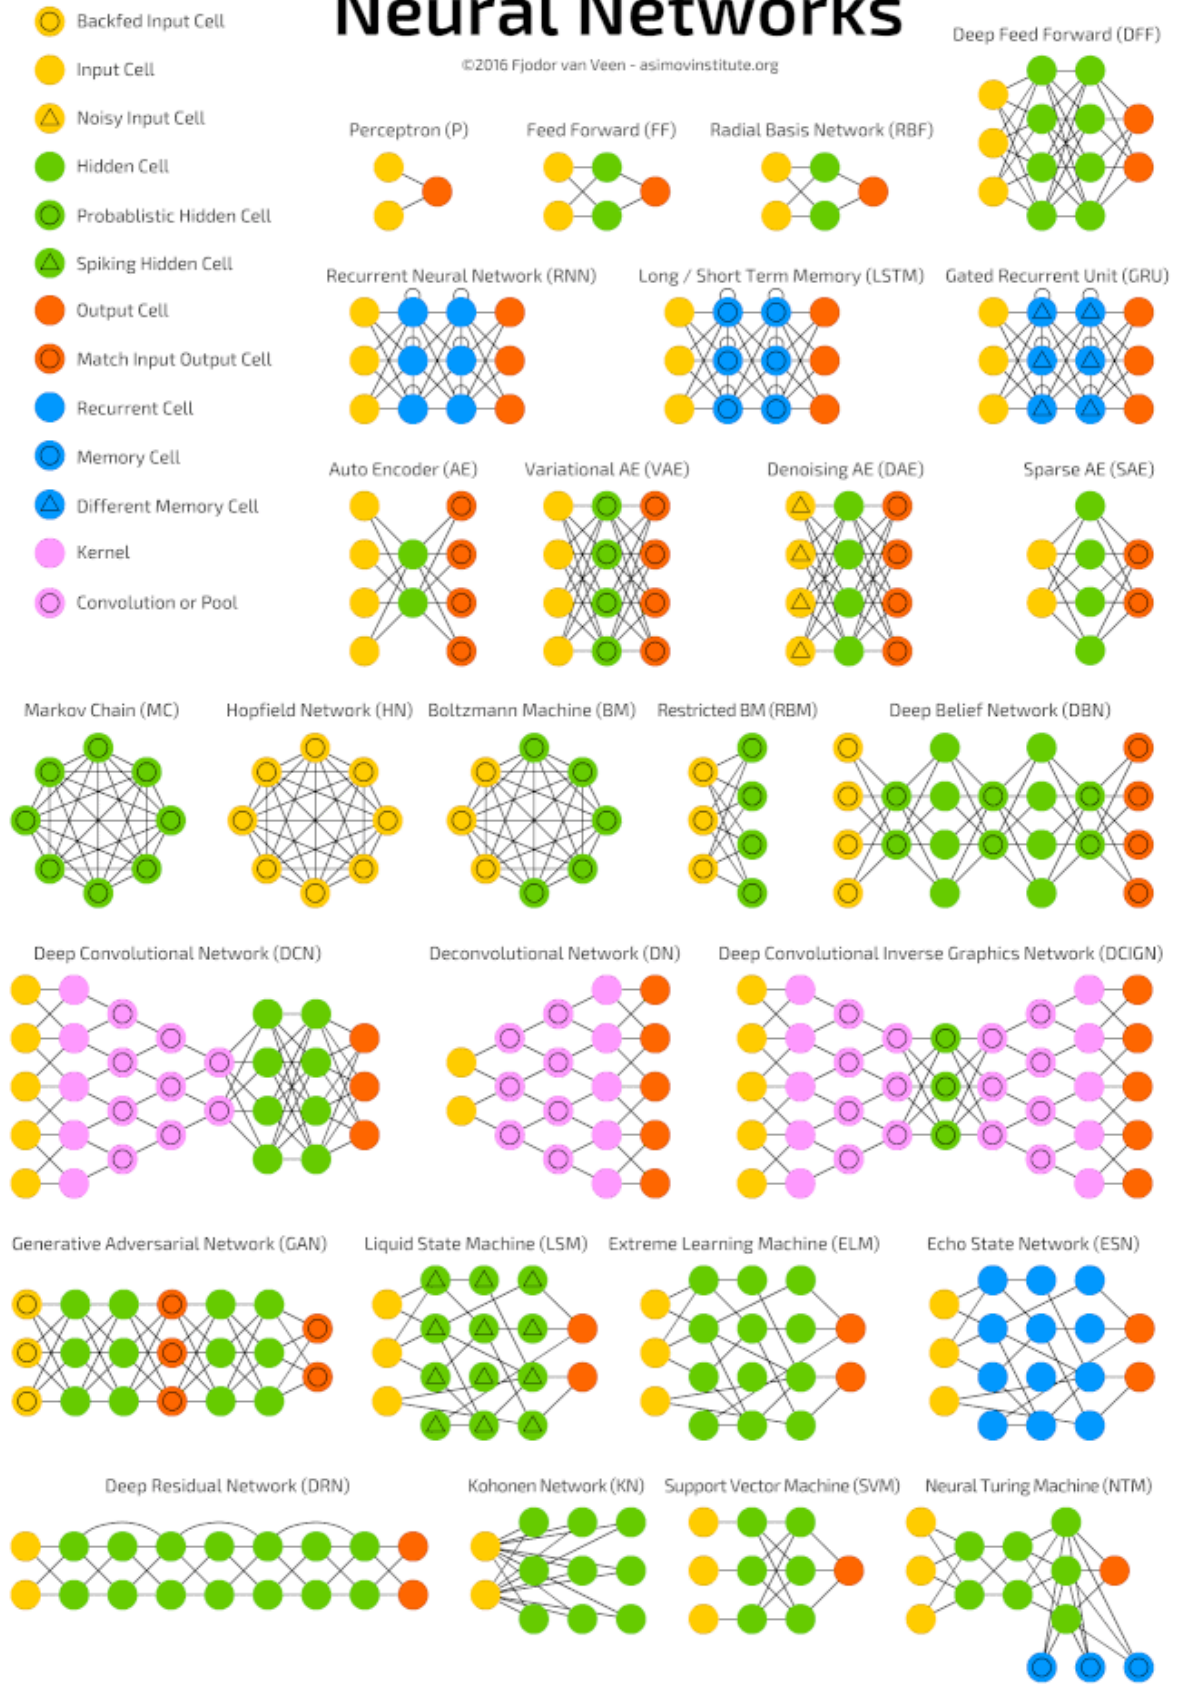 Neural Networks
©2016 Fjodor van Veen - asimovinstitute.org
Backfed Input Cell
Input Cell
Noisy Input Cell
Hidden Cell
Probablistic Hidden Cell
Spiking Hidden Cell
Output Cell
Match Input Output Cell
Recurrent Cell
Memory Cell
Different Memory Cell
Kernel
Convolution or Pool
Deep Feed Forward (DFF)
Perceptron (P)
Feed Forward (FF)
Radial Basis Network (RBF)
Recurrent Neural Network (RNN)
Long / Short Term Memory (LSTM)
Gated Recurrent Unit (GRU)
Auto Encoder (AE)
Variational AE (VAE)
Denoising AE (DAE)
Sparse AE (SAE)
Markov Chain (MC)
Hopfield Network (HN)
Boltzmann Machine (BM)
Restricted BM (RBM)
Deep Belief Network (DBN)
Deep Convolutional Network (DCN)
Deconvolutional Network (DN)
Deep Convolutional Inverse Graphics Network (DCIGN)
Generative Adversarial Network (GAN)
Liquid State Machine (LSM)
Extreme Learning Machine (ELM)
Echo State Network (ESN)
Deep Residual Network (DRN)
Kohonen Network (KN)
Support Vector Machine (SVM)
Neural Turing Machine (NTM)